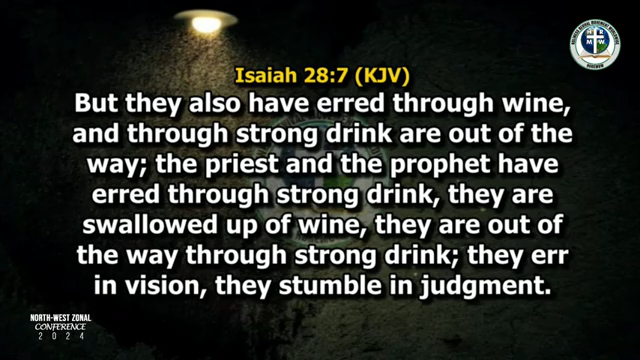 Isaiah 28:7 (KJV)
But they also have erred through wine,
and through strong drink are out of the
way; the priest and the prophet have
erred through strong drink, they are
swallowed up of wine, they are out of
the way through strong drink; they err
in vision, they stumble in judgment.
NORTH-WEST ZONAL
CONFERENCE
2024